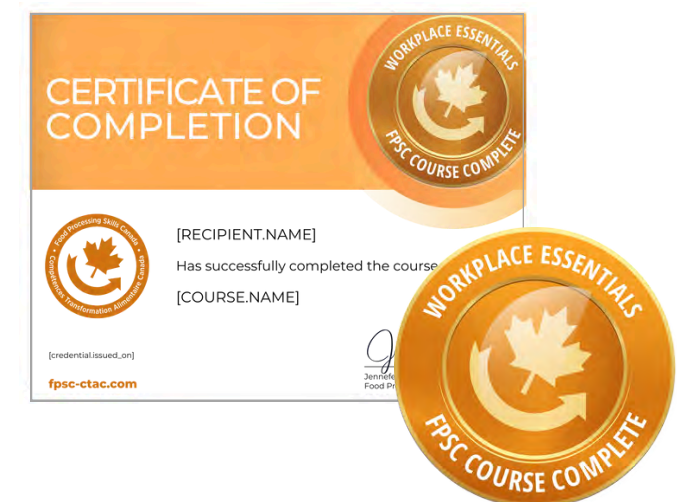 CERTIFICATE OF
COMPLETION
WORKPLACE ESSENTIALS
FPSC COURSE COMPLETE
Food Processing Skills Canada
Compétences Transformation Alimentaire Canada
[RECIPIENT.NAME]
Has successfully completed the course
[COURSE.NAME]
[credential.issued_on]
fpsc-ctac.com
Food
WORKPLACE ESSENTIALS
FPSC COURSE COMPLETE